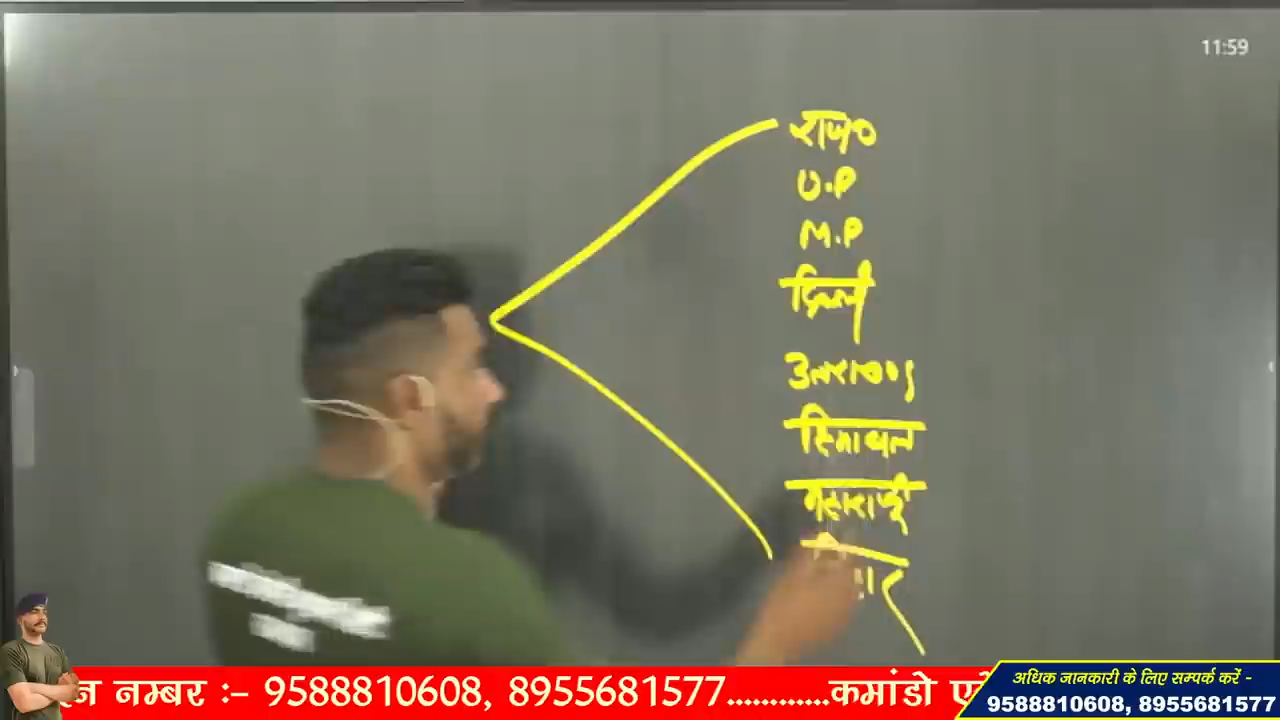 11:59
राज०
U.P
M.P
दिल्ली
उत्तराखण्ड
हिमाचल
महाराष्ट्र
न नम्बर :- 9588810608, 8955681577............कमांडो
अधिक जानकारी के लिए सम्पर्क करें -
9588810608, 8955681577